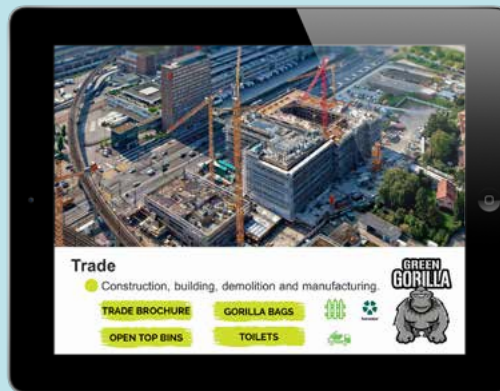 Trade
Construction, building, demolition and manufacturing.
TRADE BROCHURE
GORILLA BAGS
OPEN TOP BINS
TOILETS
GREEN
GORILLA